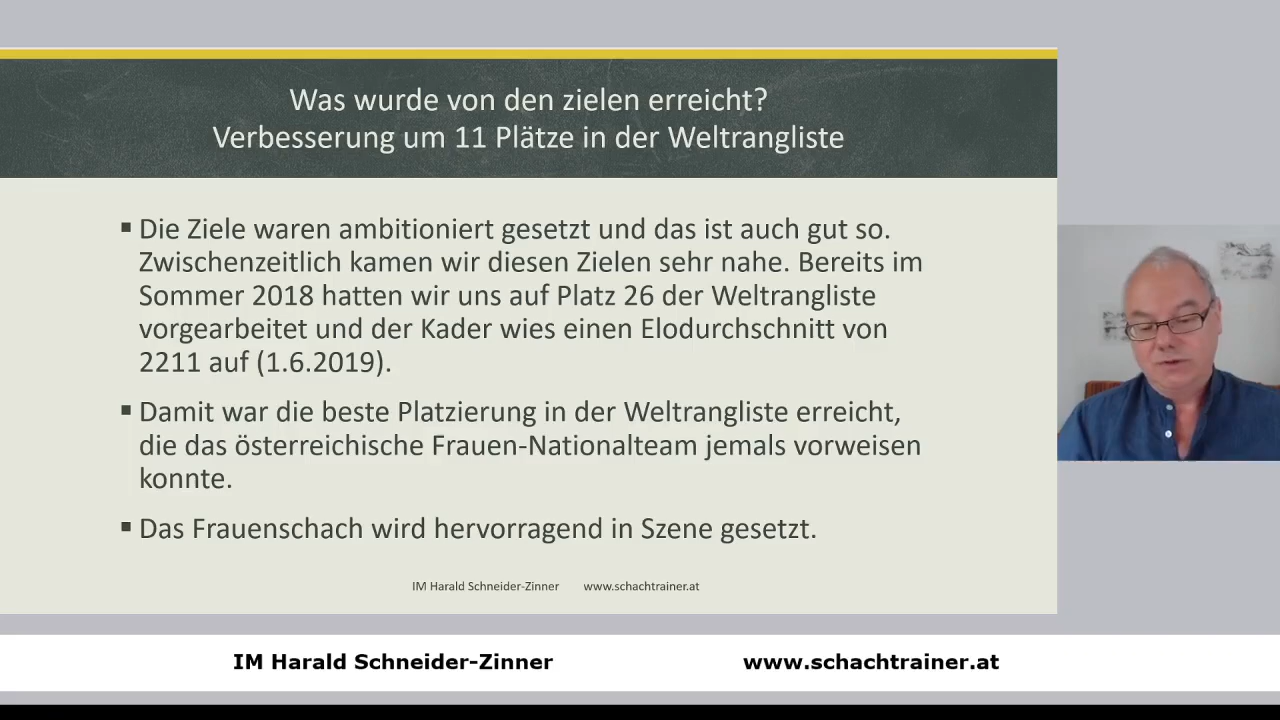 Was wurde von den zielen erreicht?
Verbesserung um 11 Plätze in der Weltrangliste
▪ Die Ziele waren ambitioniert gesetzt und das ist auch gut so.
Zwischenzeitlich kamen wir diesen Zielen sehr nahe. Bereits im
Sommer 2018 hatten wir uns auf Platz 26 der Weltrangliste
vorgearbeitet und der Kader wies einen Elodurchschnitt von
2211 auf (1.6.2019).
▪ Damit war die beste Platzierung in der Weltrangliste erreicht,
die das österreichische Frauen-Nationalteam jemals vorweisen
konnte.
▪ Das Frauenschach wird hervorragend in Szene gesetzt.
IM Harald Schneider-Zinner www.schachtrainer.at
IM Harald Schneider-Zinner www.schachtrainer.at